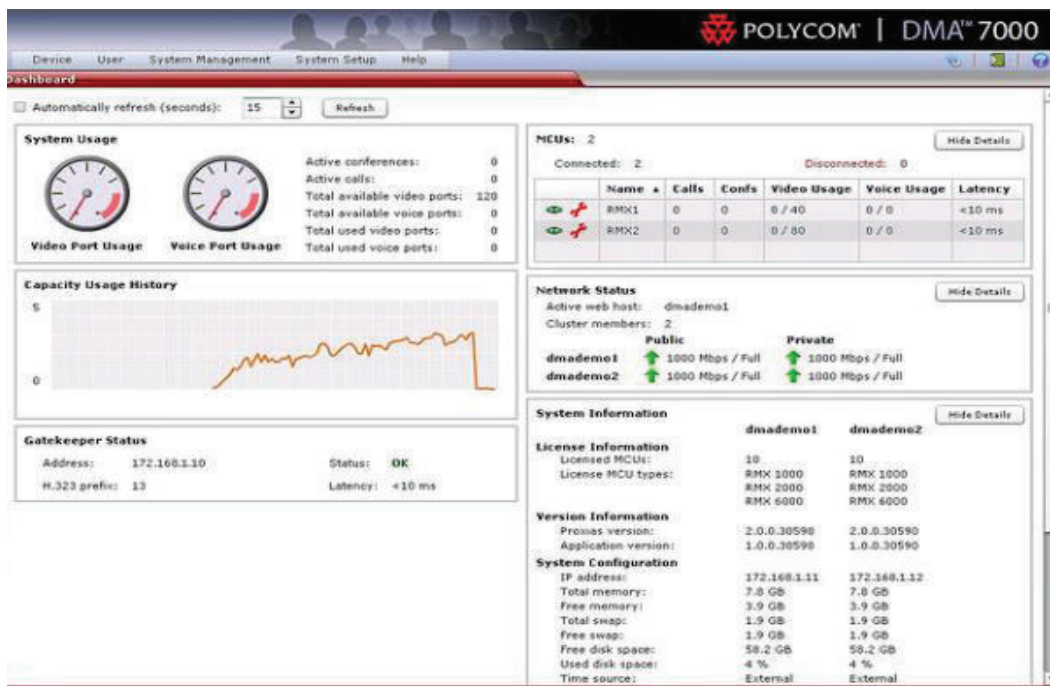 POLYCOM® | DMA™ 7000
Device User System Management System Setup Help
Dashboard
Automatically refresh (seconds): 15 Refresh
System Usage
Active conferences: 0
Active calls: 0
Total available video ports: 120
Total available voice ports: 0
Total used video ports: 0
Total used voice ports: 0
Video Port Usage Voice Port Usage
Capacity Usage History
5
0
Gatekeeper Status
Address: 172.168.1.10 Status: OK
H.323 prefix: 13 Latency: <10 ms
MCUs: 2 Hide Details
Connected: 2 Disconnected: 0
Name Calls Confs Video Usage Voice Usage Latency
RMX1 0 0 0 / 40 0 / 0 <10 ms
RMX2 0 0 0 / 80 0 / 0 <10 ms
Network Status Hide Details
Active web host: dmademo1
Cluster members: 2
Public Private
dmademo1 1000 Mbps / Full 1000 Mbps / Full
dmademo2 1000 Mbps / Full 1000 Mbps / Full
System Information Hide Details
dmademo1 dmademo2
License Information
Licensed MCUs: 10 10
License MCU types: RMX 1000 RMX 1000
RMX 2000 RMX 2000
RMX 6000 RMX 6000
Version Information
Proxias version: 2.0.0.30590 2.0.0.30590
Application version: 1.0.0.30590 1.0.0.30590
System Configuration
IP address: 172.168.1.11 172.168.1.12
Total memory: 7.8 GB 7.8 GB
Free memory: 3.9 GB 3.9 GB
Total swap: 1.9 GB 1.9 GB
Free swap: 1.9 GB 1.9 GB
Free disk space: 58.2 GB 58.2 GB
Used disk space: 4 % 4 %
Time source: External External